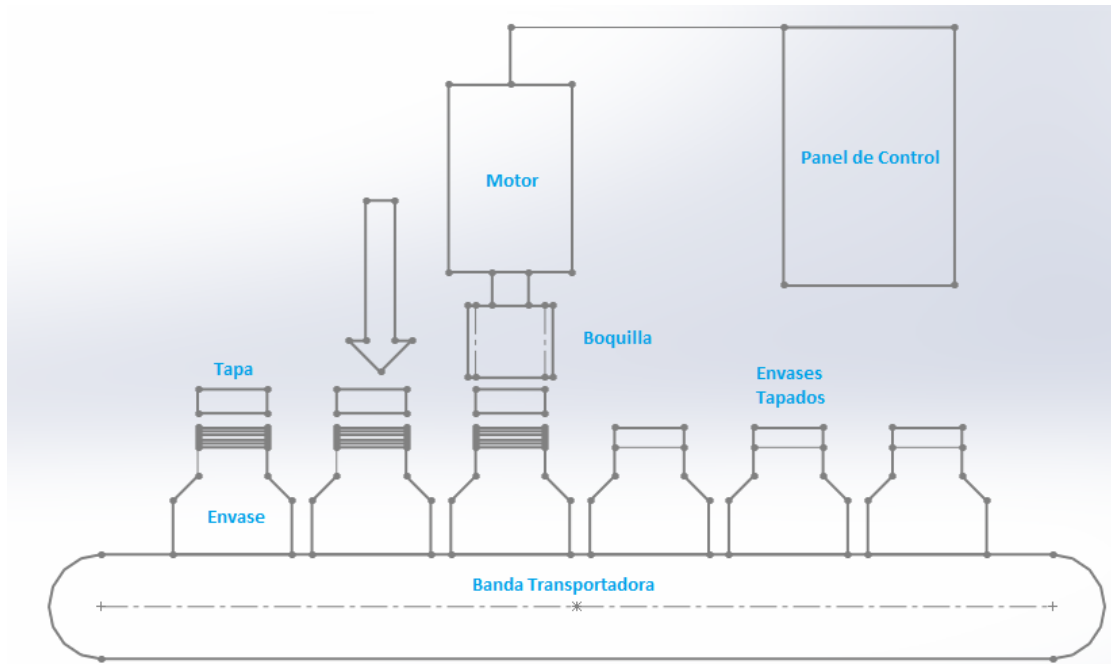 Panel de Control
Motor
Boquilla
Tapa
Envases
Tapados
Envase
Banda Transportadora